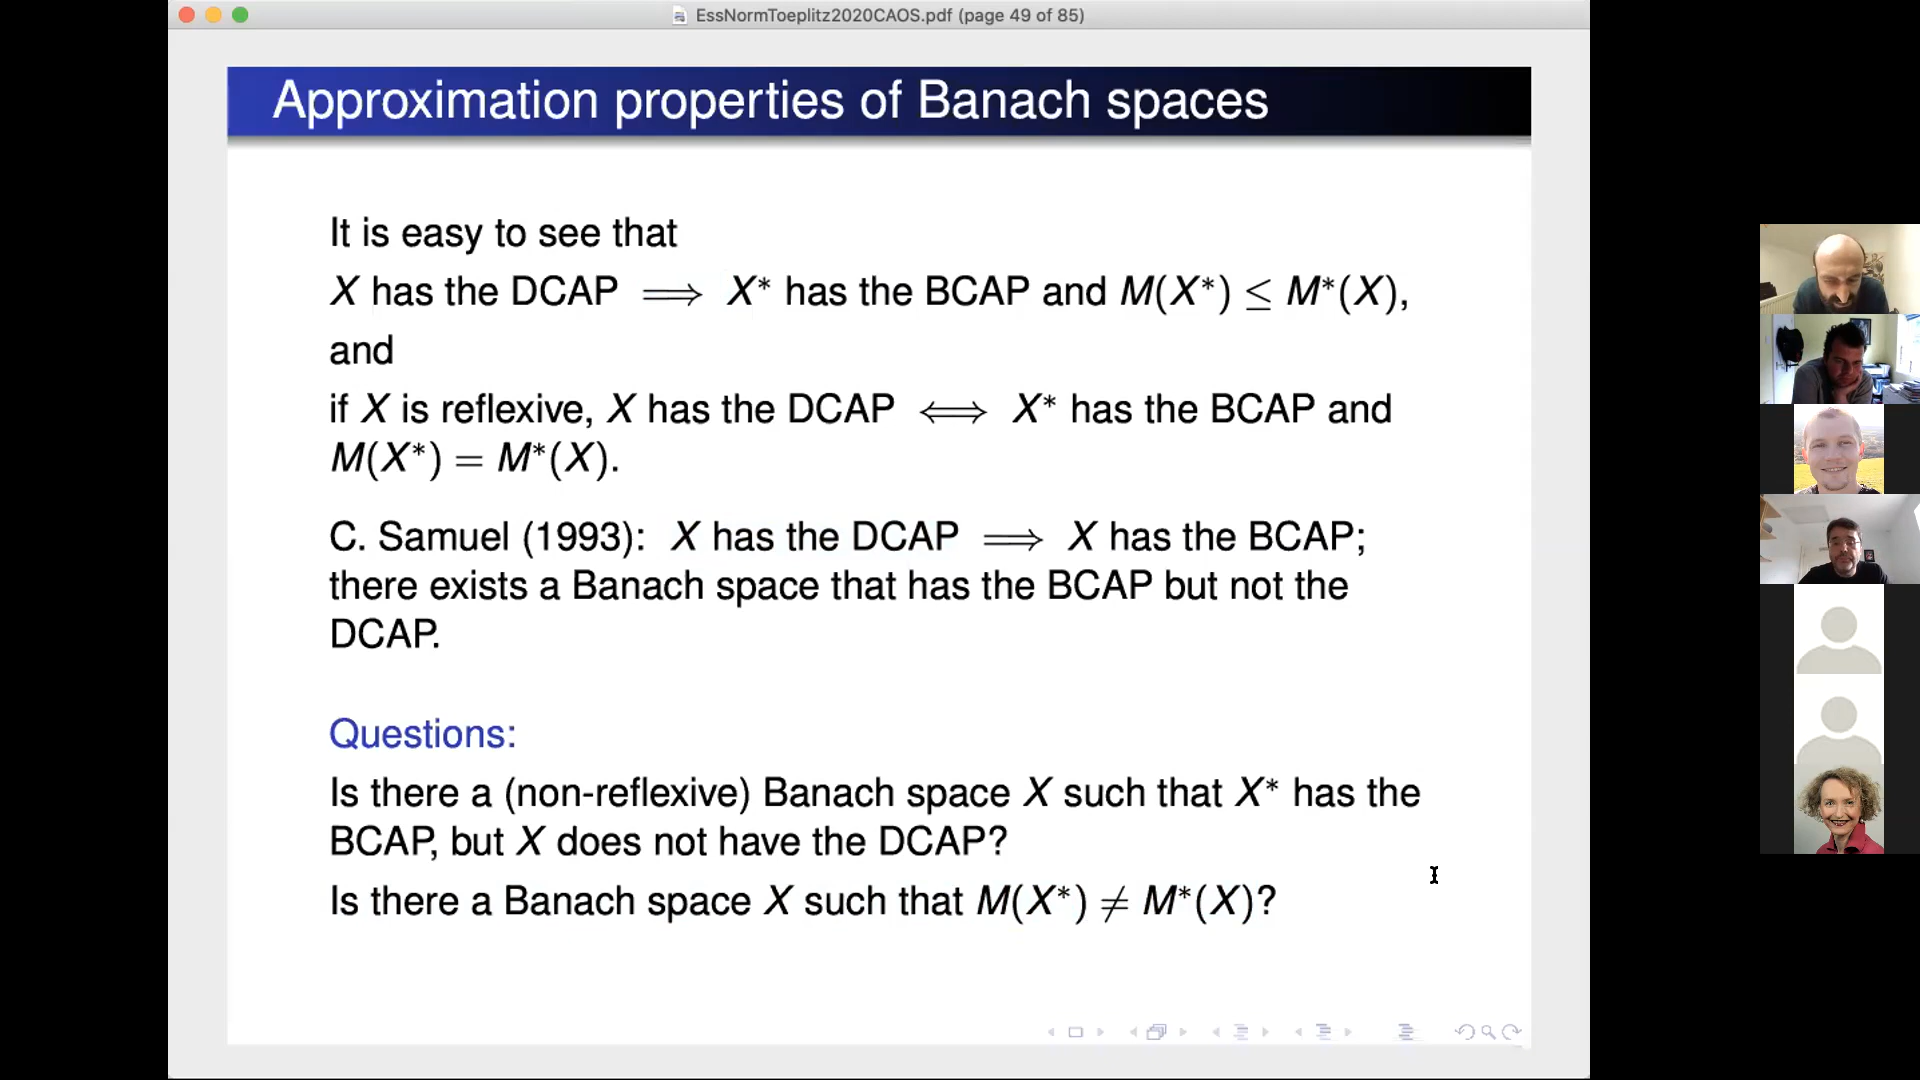 EssNormToeplitz2020CAOS.pdf (page 49 of 85)
Approximation properties of Banach spaces
It is easy to see that
X has the DCAP ⟹ X* has the BCAP and M(X*) ≤ M*(X),
and
if X is reflexive, X has the DCAP ⟺ X* has the BCAP and
M(X*) = M*(X).
C. Samuel (1993): X has the DCAP ⟹ X has the BCAP;
there exists a Banach space that has the BCAP but not the
DCAP.
Questions:
Is there a (non-reflexive) Banach space X such that X* has the
BCAP, but X does not have the DCAP?
Is there a Banach space X such that M(X*) ≠ M*(X)?